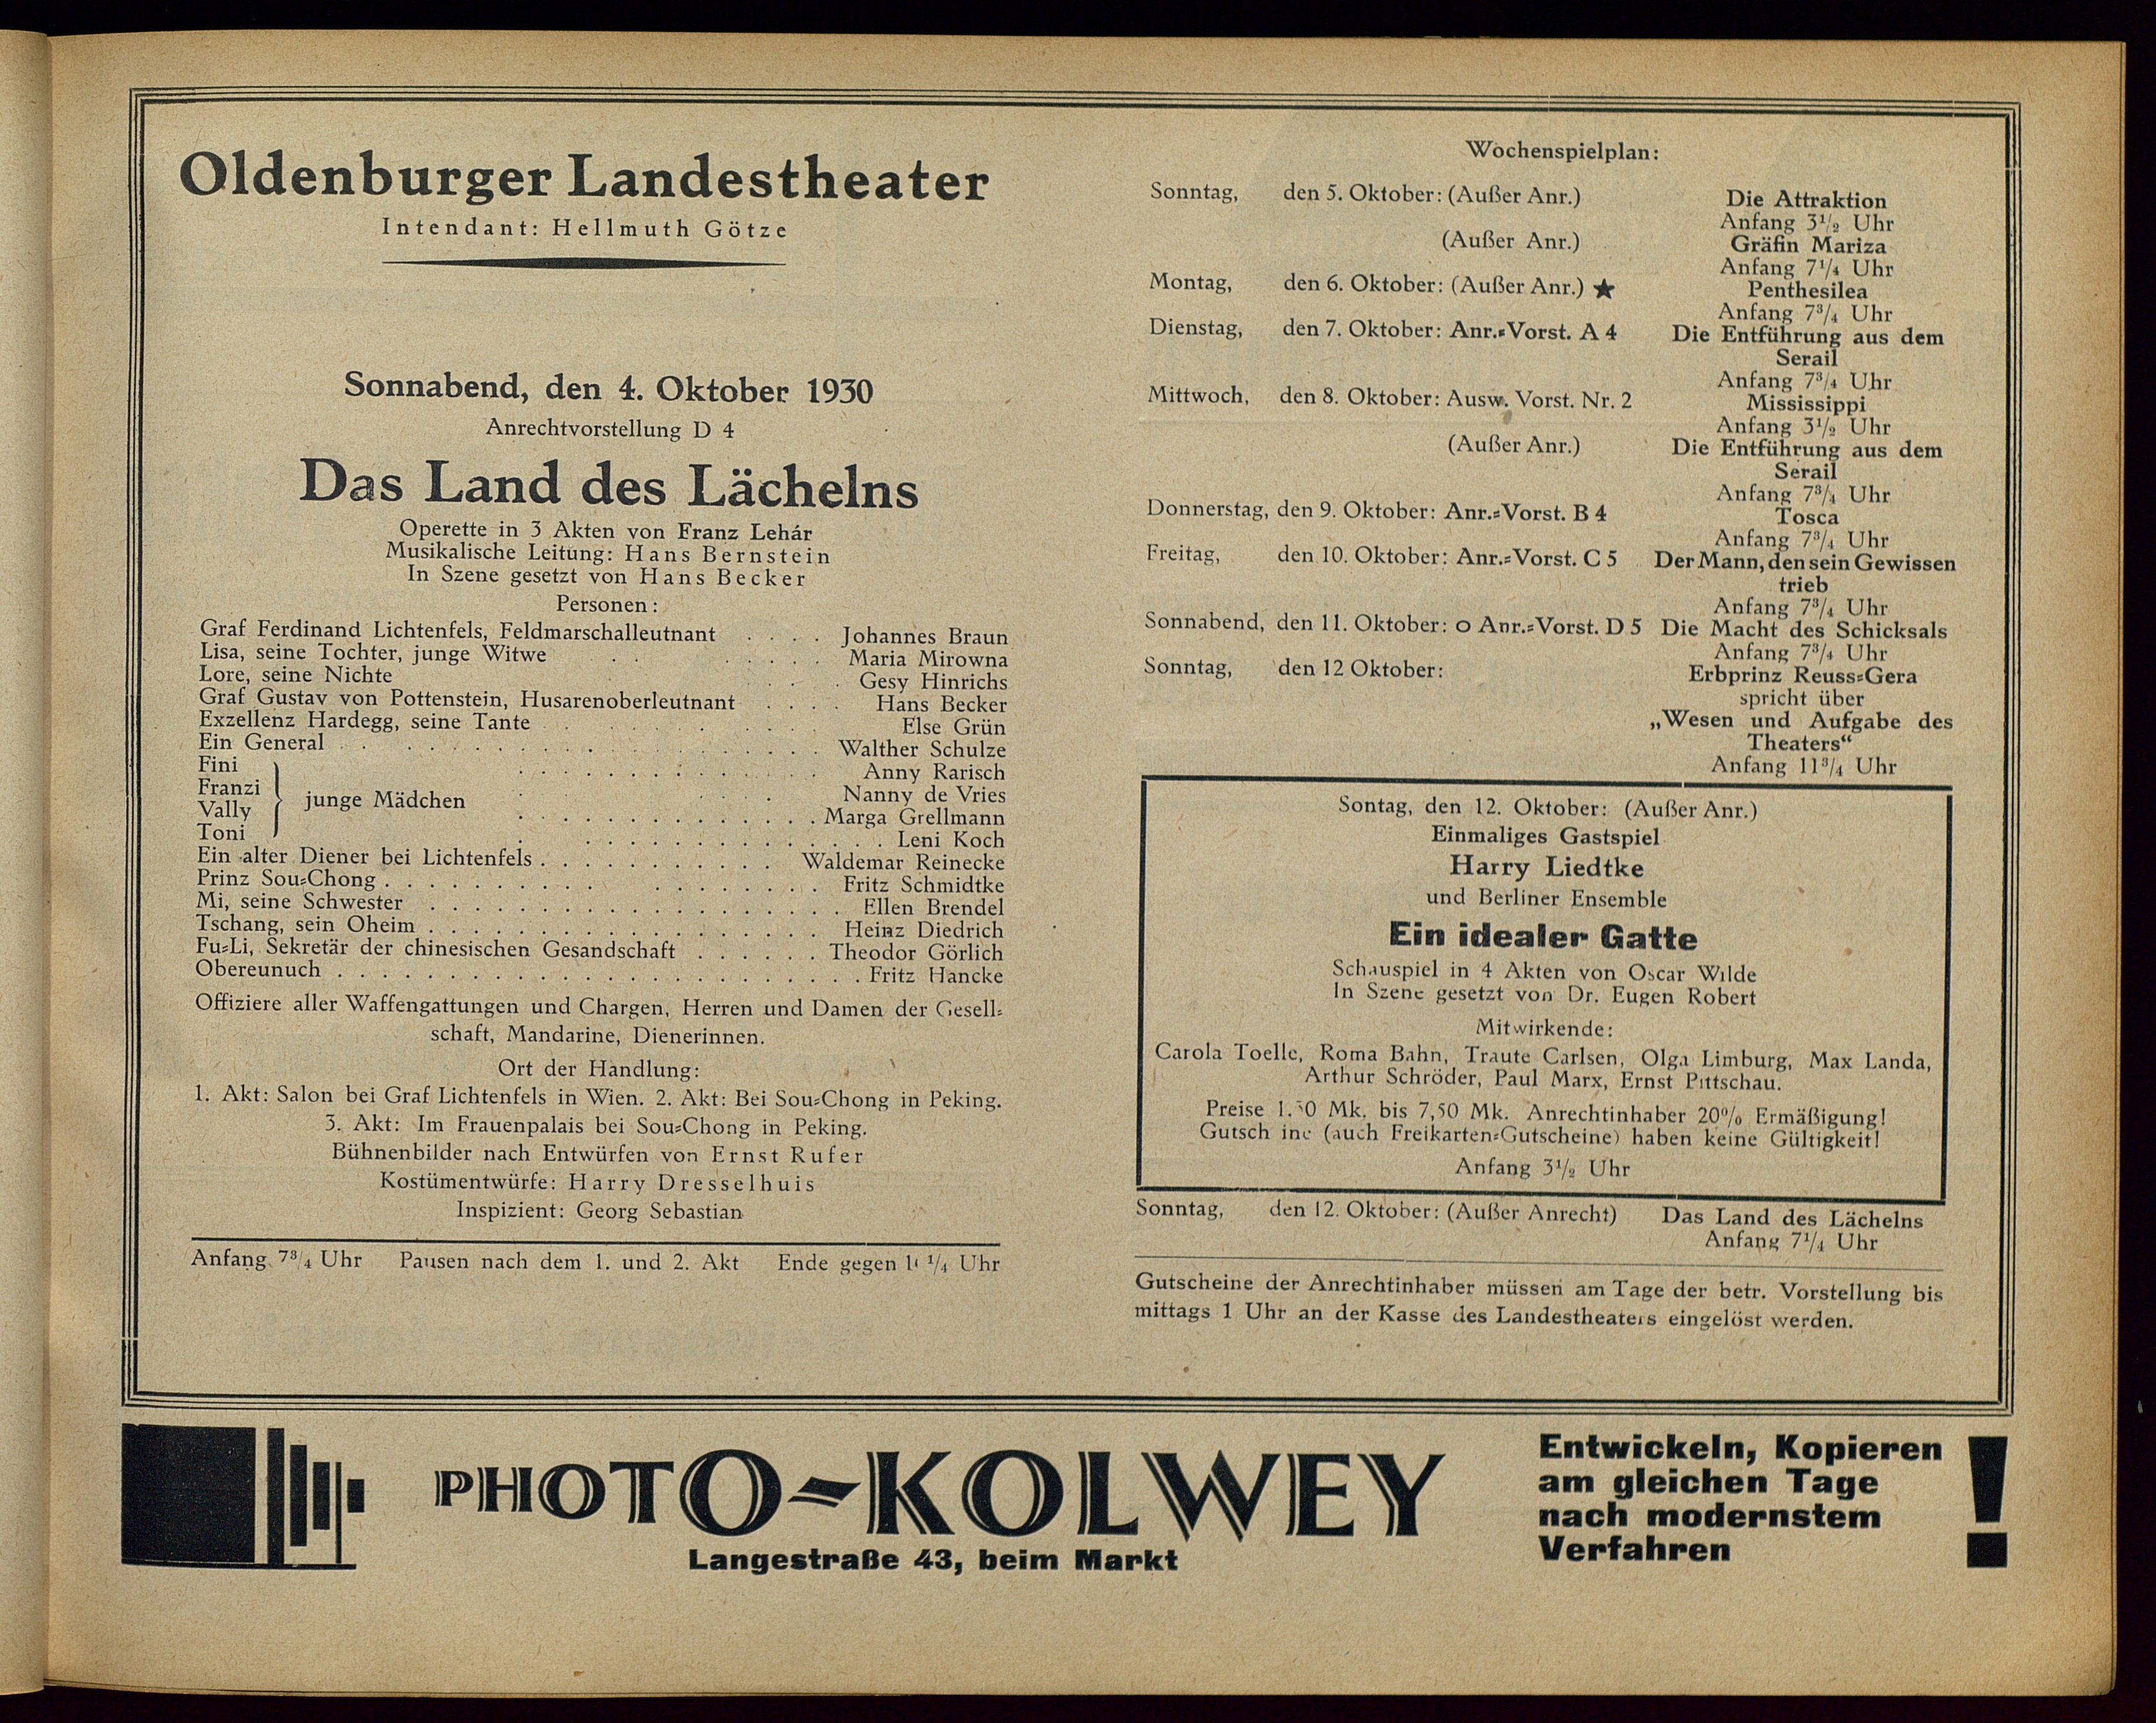 Oldenburger Landestheater
Intendant: Hellmuth Götze
Sonnabend, den 4. Oktober 1930
Anrechtvorstellung D 4
Das Land des Lächelns
Operette in 3 Akten von Franz Lehár
Musikalische Leitung: Hans Bernstein
In Szene gesetzt von Hans Becker
Personen:
Graf Ferdinand Lichtenfels, Feldmarschalleutnant . . . . Johannes Braun
Lisa, seine Tochter, junge Witwe . . . . . . . Maria Mirowna
Lore, seine Nichte . . . . Gesy Hinrichs
Graf Gustav von Pottenstein, Husarenoberleutnant . . . . Hans Becker
Exzellenz Hardegg, seine Tante . . . . . . . . Else Grün
Ein General . . . . . . . . . . . . . . . . . Walther Schulze
Fini . . . . . . . . . . . . . . Anny Rarisch
Franzi . . . . . Nanny de Vries
Vally } junge Mädchen . . . . . . . . . . . . . . Marga Grellmann
Toni . . . . . . . . . . . . . . Leni Koch
Ein alter Diener bei Lichtenfels . . . . . . . . . . . Waldemar Reinecke
Prinz Sou=Chong . . . . . . . . . . . . . . . . . . Fritz Schmidtke
Mi, seine Schwester . . . . . . . . . . . . . . . . . . . Ellen Brendel
Tschang, sein Oheim . . . . . . . . . . . . . . . . . . Heinz Diedrich
Fu=Li, Sekretär der chinesischen Gesandschaft . . . . . . Theodor Görlich
Obereunuch . . . . . . . . . . . . . . . . . . . . . . . . Fritz Hancke
Offiziere aller Waffengattungen und Chargen, Herren und Damen der Gesell=
schaft, Mandarine, Dienerinnen.
Ort der Handlung:
1. Akt: Salon bei Graf Lichtenfels in Wien. 2. Akt: Bei Sou=Chong in Peking.
3. Akt: Im Frauenpalais bei Sou=Chong in Peking.
Bühnenbilder nach Entwürfen von Ernst Rufer
Kostümentwürfe: Harry Dresselhuis
Inspizient: Georg Sebastian
Anfang 7³/₄ Uhr Pausen nach dem 1. und 2. Akt Ende gegen ¹/₄ Uhr
Wochenspielplan:
Sonntag, den 5. Oktober: (Außer Anr.) Die Attraktion
Anfang 3¹/₂ Uhr
(Außer Anr.) Gräfin Mariza
Anfang 7¹/₄ Uhr
Montag, den 6. Oktober: (Außer Anr.) ★ Penthesilea
Anfang 7³/₄ Uhr
Dienstag, den 7. Oktober: Anr.=Vorst. A 4 Die Entführung aus dem
Serail
Anfang 7³/₄ Uhr
Mittwoch, den 8. Oktober: Ausw. Vorst. Nr. 2 Mississippi
Anfang 3¹/₂ Uhr
(Außer Anr.) Die Entführung aus dem
Serail
Anfang 7³/₄ Uhr
Donnerstag, den 9. Oktober: Anr.=Vorst. B 4 Tosca
Anfang 7³/₄ Uhr
Freitag, den 10. Oktober: Anr.=Vorst. C 5 Der Mann, den sein Gewissen
trieb
Anfang 7³/₄ Uhr
Sonnabend, den 11. Oktober: o Anr.=Vorst. D 5 Die Macht des Schicksals
Anfang 7³/₄ Uhr
Sonntag, den 12 Oktober: Erbprinz Reuss=Gera
spricht über
„Wesen und Aufgabe des
Theaters“
Anfang 11³/₄ Uhr
Sontag, den 12. Oktober: (Außer Anr.)
Einmaliges Gastspiel
Harry Liedtke
und Berliner Ensemble
Ein idealer Gatte
Schauspiel in 4 Akten von Oscar Wilde
In Szene gesetzt von Dr. Eugen Robert
Mitwirkende:
Carola Toelle, Roma Bahn, Traute Carlsen, Olga Limburg, Max Landa,
Arthur Schröder, Paul Marx, Ernst Pittschau.
Preise Mk. bis 7,50 Mk. Anrechtinhaber 20% Ermäßigung!
(auch Freikarten=Gutscheine) haben keine Gültigkeit!
Anfang 3¹/₂ Uhr
Sonntag, den 12. Oktober: (Außer Anrecht) Das Land des Lächelns
Anfang 7¹/₄ Uhr
Gutscheine der Anrechtinhaber müssen am Tage der betr. Vorstellung bis
mittags 1 Uhr an der Kasse des Landestheaters eingelöst werden.
PHOTO-KOLWEY
Langestraße 43, beim Markt
Entwickeln, Kopieren
am gleichen Tage
nach modernstem
Verfahren !